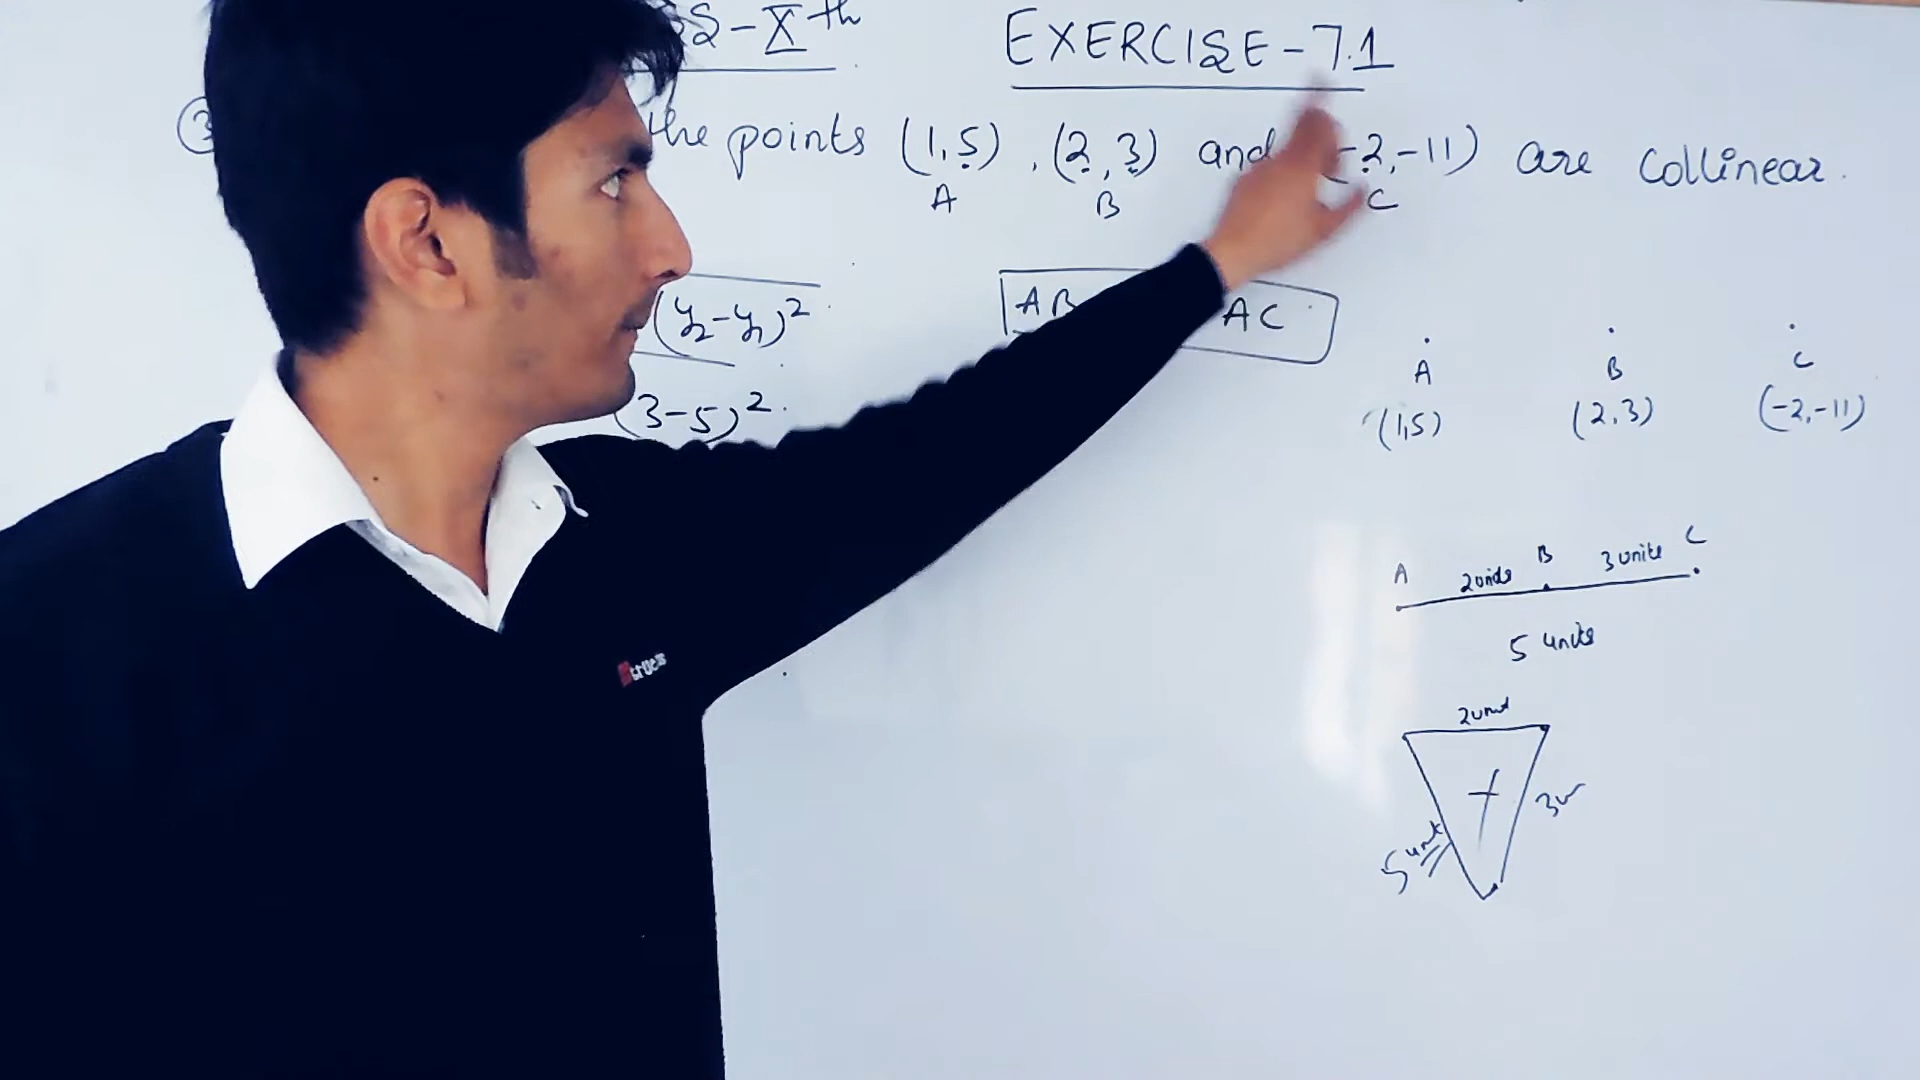 SS-Xth
EXERCISE-7.1
③ the points (1,5), (2,3) and (-2,-11) are collinear.
A B C
(y₂-y₁)²
AB AC
(3-5)²
A B C
(1,5) (2,3) (-2,-11)
A 2 units B 3 units C
5 units
2 unit
3u
5 unit